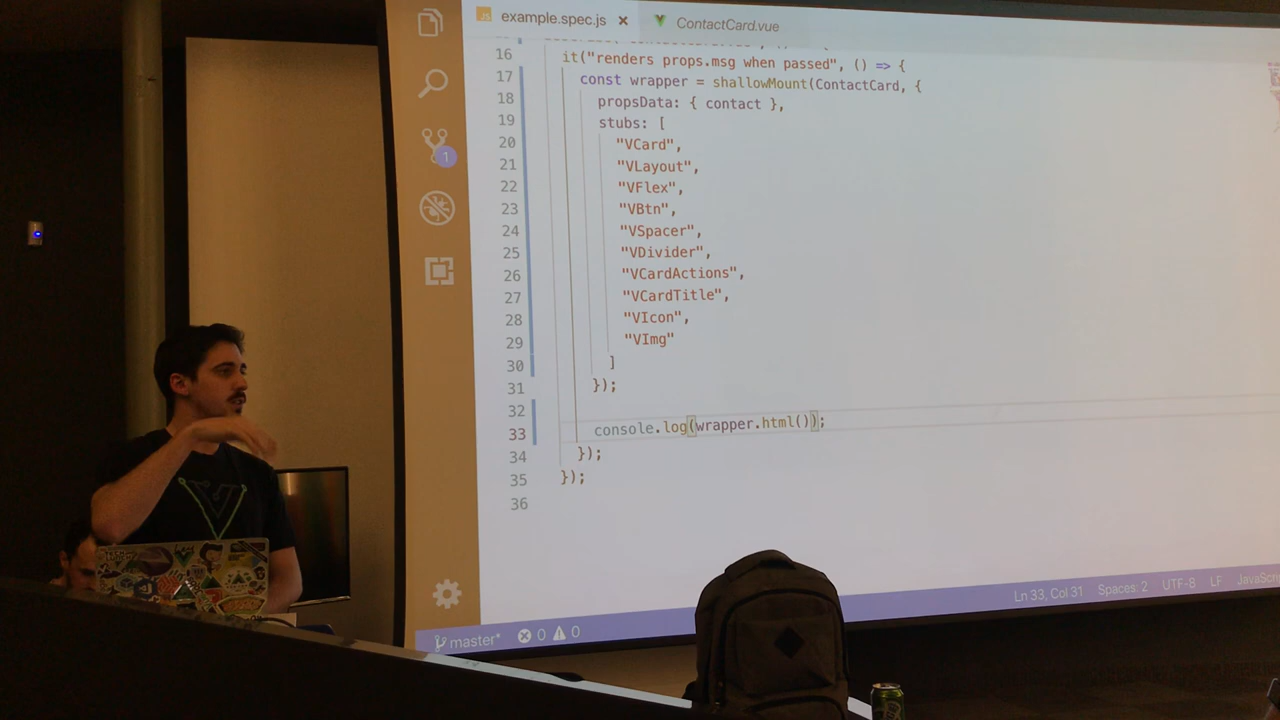 JS example.spec.js ×
ContactCard.vue
16 it("renders props.msg when passed", () => {
17 const wrapper = shallowMount(ContactCard, {
18 propsData: { contact },
19 stubs: [
20 "VCard",
21 "VLayout",
22 "VFlex",
23 "VBtn",
24 "VSpacer",
25 "VDivider",
26 "VCardActions",
27 "VCardTitle",
28 "VIcon",
29 "VImg"
30 ]
31 });
32
33 console.log(wrapper.html());
34 });
35 });
36
1
master* 0 0 Ln 33, Col 31 Spaces: 2 UTF-8 LF